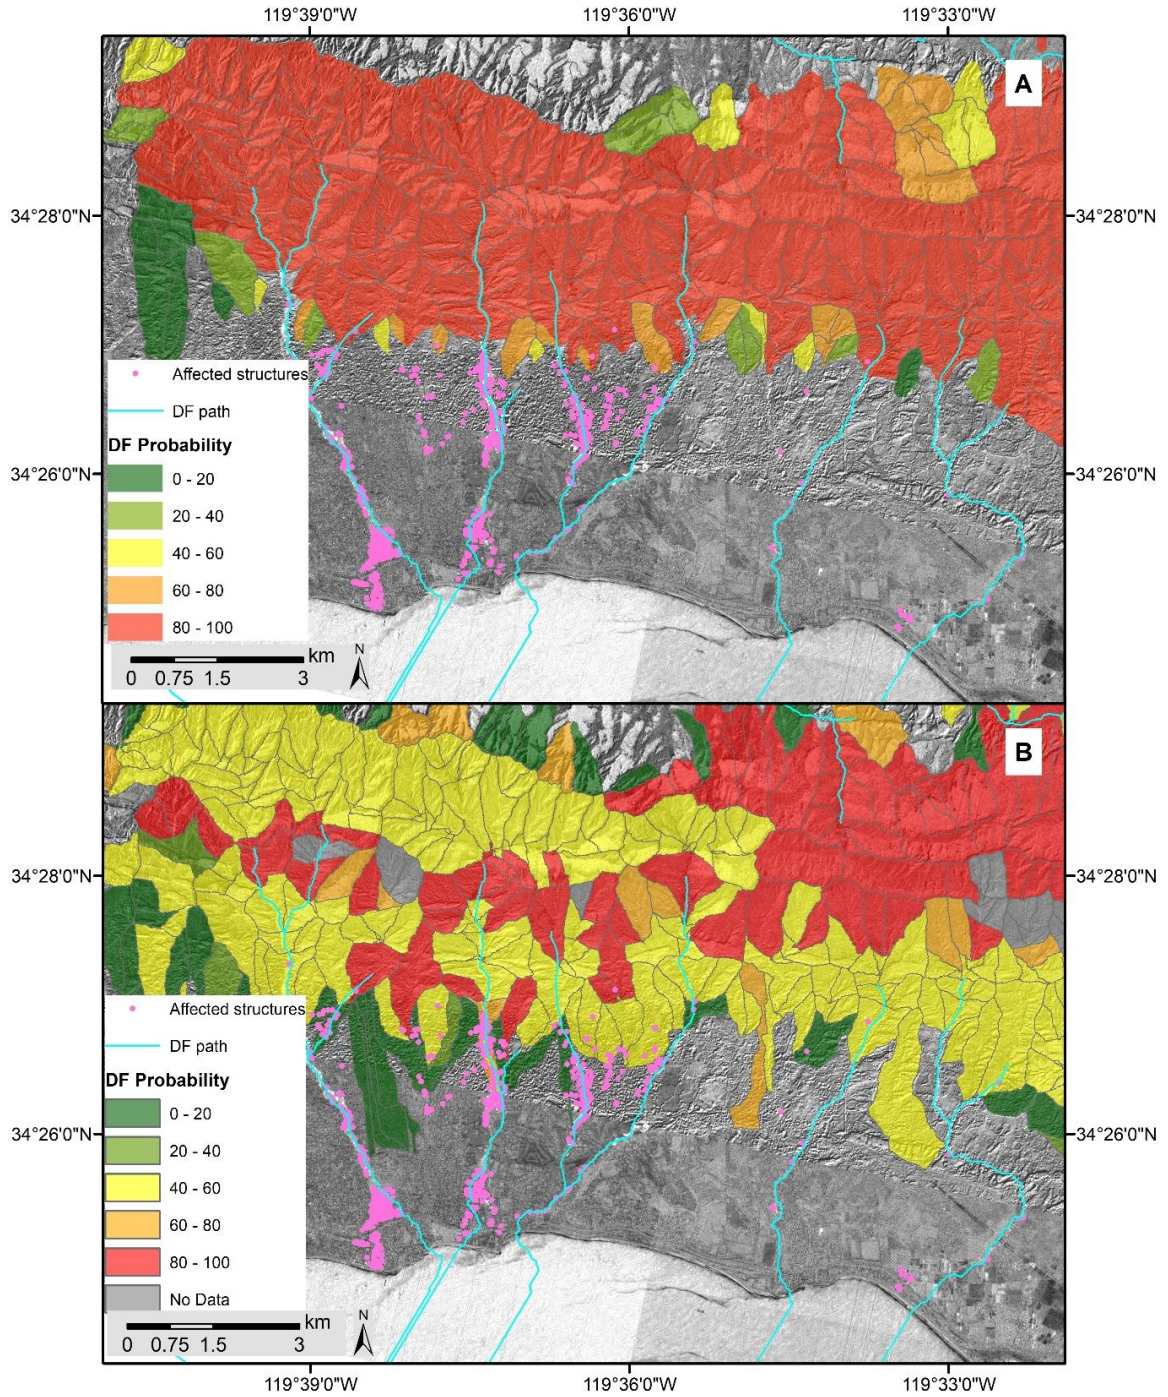 119°39'0"W 119°36'0"W 119°33'0"W
A
34°28'0"N 34°28'0"N
Affected structures
DF path
DF Probability
34°26'0"N 34°26'0"N
0 - 20
20 - 40
40 - 60
60 - 80
80 - 100
km
N
0 0.75 1.5 3
B
34°28'0"N 34°28'0"N
Affected structures
DF path
DF Probability
34°26'0"N 34°26'0"N
0 - 20
20 - 40
40 - 60
60 - 80
80 - 100
No Data
km
N
0 0.75 1.5 3
119°39'0"W 119°36'0"W 119°33'0"W